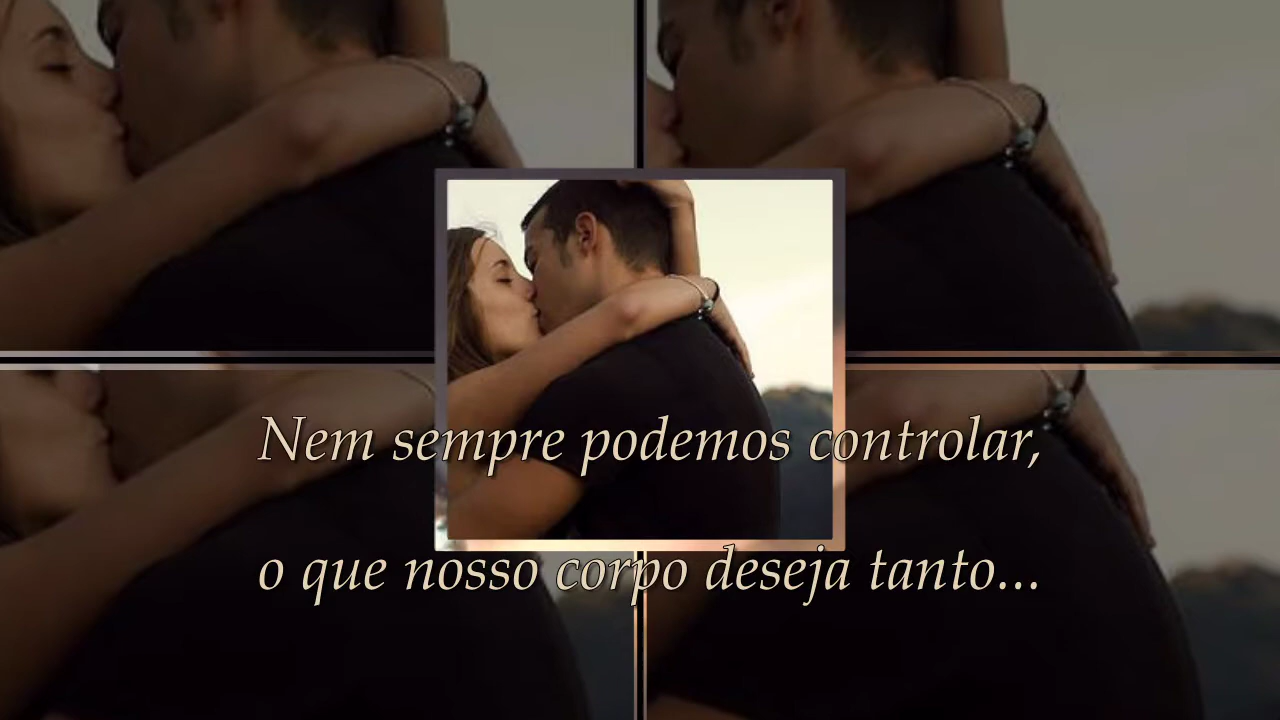 Nem sempre podemos controlar,
o que nosso corpo deseja tanto...